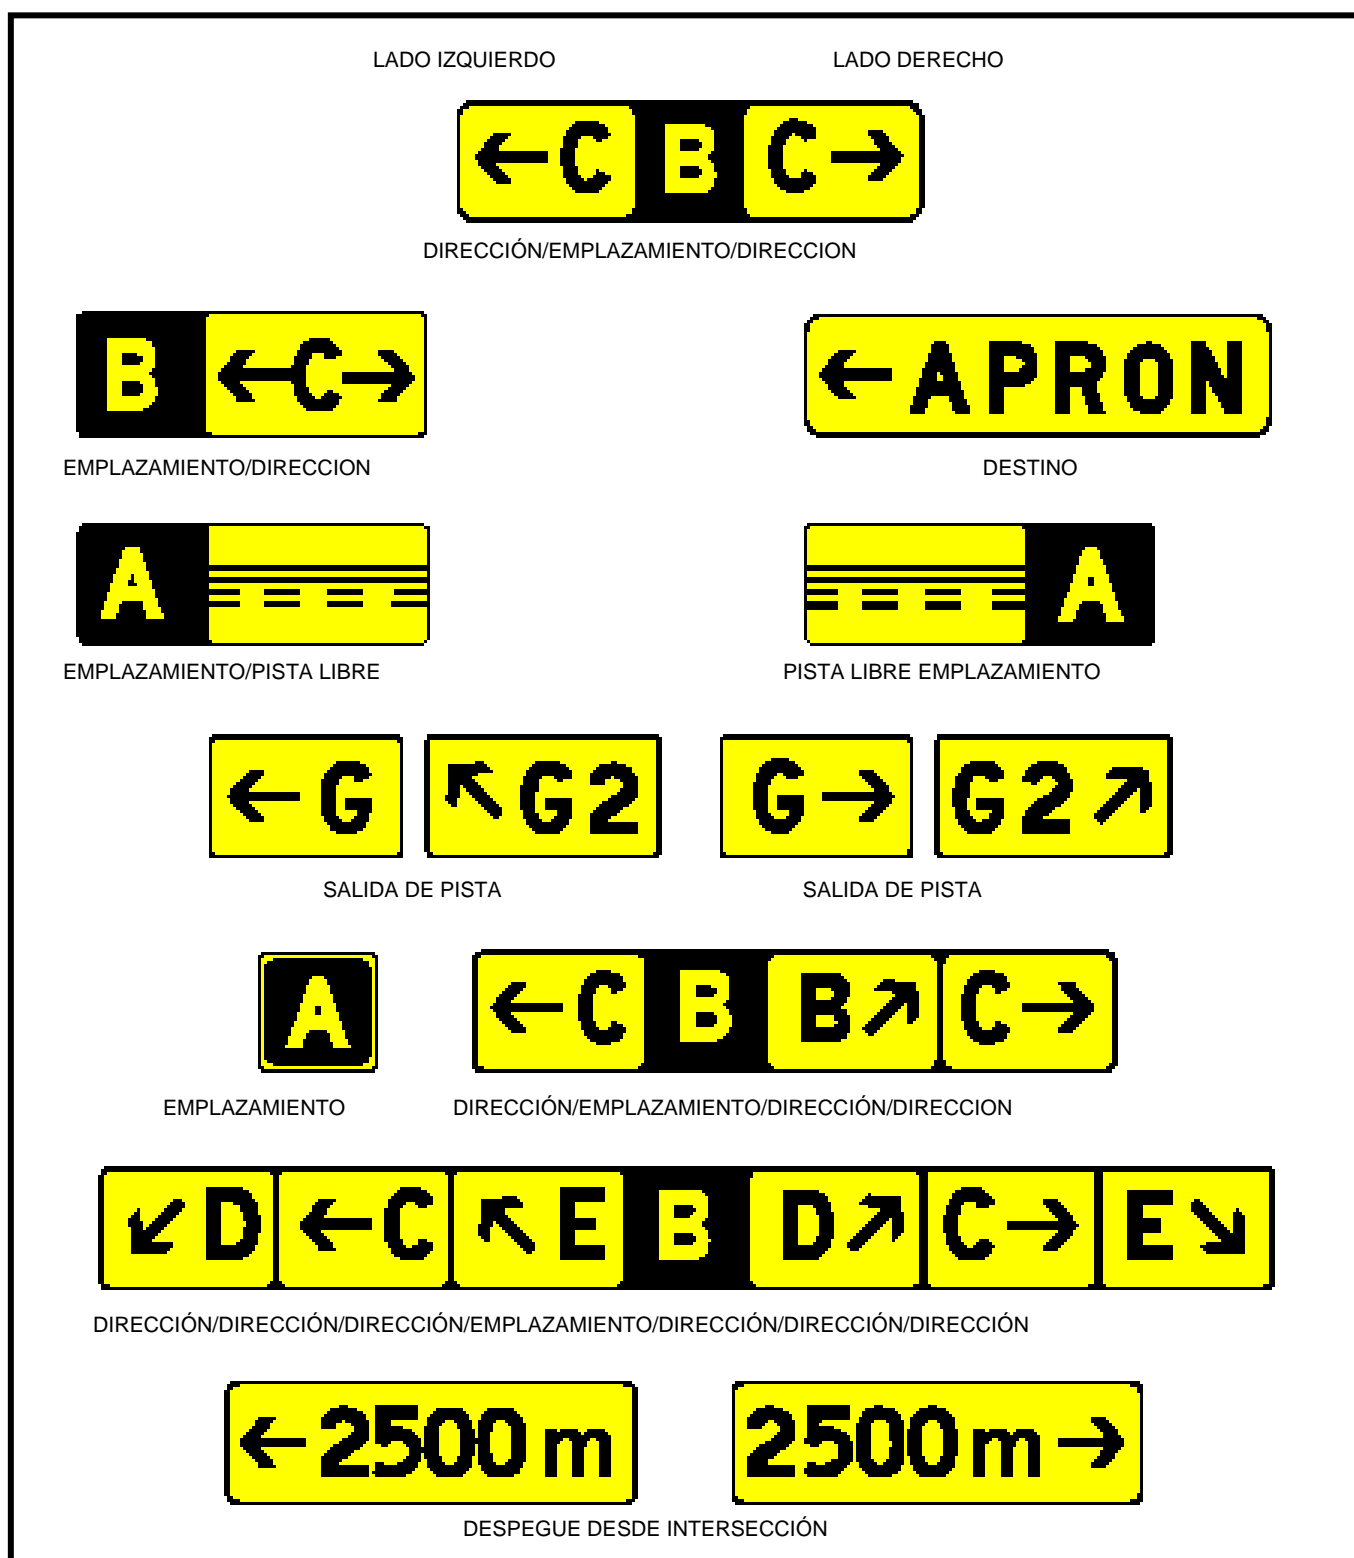 LADO IZQUIERDO LADO DERECHO
←C B C→
DIRECCIÓN/EMPLAZAMIENTO/DIRECCION
B ←C→ ←APRON
EMPLAZAMIENTO/DIRECCION DESTINO
A A
EMPLAZAMIENTO/PISTA LIBRE PISTA LIBRE EMPLAZAMIENTO
←G ↖G2 G→ G2↗
SALIDA DE PISTA SALIDA DE PISTA
A ←C B B↗ C→
EMPLAZAMIENTO DIRECCIÓN/EMPLAZAMIENTO/DIRECCIÓN/DIRECCION
↙D ←C ↖E B D↗ C→ E↘
DIRECCIÓN/DIRECCIÓN/DIRECCIÓN/EMPLAZAMIENTO/DIRECCIÓN/DIRECCIÓN/DIRECCIÓN
←2500m 2500m→
DESPEGUE DESDE INTERSECCIÓN